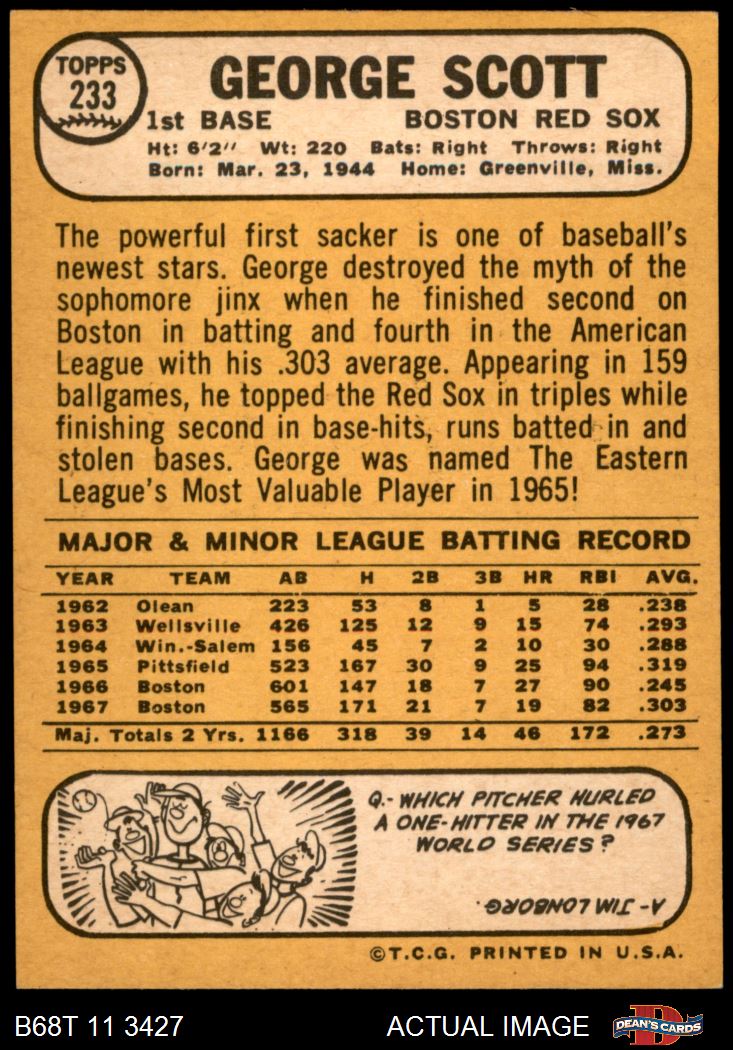 TOPPS
233
GEORGE SCOTT
1st BASE BOSTON RED SOX
Ht: 6'2" Wt: 220 Bats: Right Throws: Right
Born: Mar. 23, 1944 Home: Greenville, Miss.
The powerful first sacker is one of baseball's
newest stars. George destroyed the myth of the
sophomore jinx when he finished second on
Boston in batting and fourth in the American
League with his .303 average. Appearing in 159
ballgames, he topped the Red Sox in triples while
finishing second in base-hits, runs batted in and
stolen bases. George was named The Eastern
League's Most Valuable Player in 1965!
MAJOR & MINOR LEAGUE BATTING RECORD
YEAR TEAM AB H 2B 3B HR RBI AVG.
1962 Olean 223 53 8 1 5 28 .238
1963 Wellsville 426 125 12 9 15 74 .293
1964 Win.-Salem 156 45 7 2 10 30 .288
1965 Pittsfield 523 167 30 9 25 94 .319
1966 Boston 601 147 18 7 27 90 .245
1967 Boston 565 171 21 7 19 82 .303
Maj. Totals 2 Yrs. 1166 318 39 14 46 172 .273
Q.- WHICH PITCHER HURLED
A ONE-HITTER IN THE 1967
WORLD SERIES?
A- JIM LONBORG.
©T.C.G. PRINTED IN U.S.A.
B68T 11 3427 ACTUAL IMAGE D DEAN'S CARDS